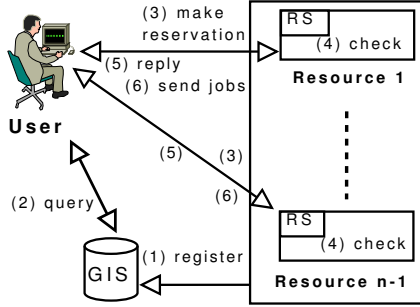 (3) make
reservation
RS
(4) check
Resource 1
(5) reply
(6) send jobs
User
(5)
(3)
(6)
(2) query
RS
(4) check
Resource n-1
(1) register
GIS